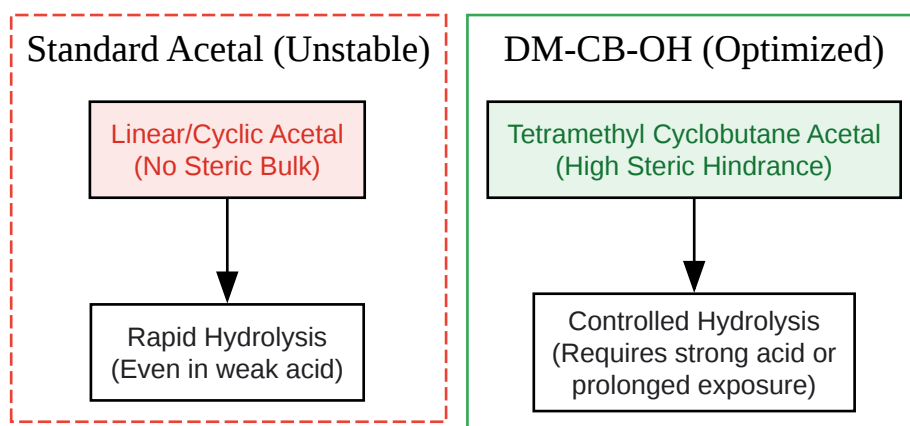 Standard Acetal (Unstable)
Linear/Cyclic Acetal
(No Steric Bulk)
Rapid Hydrolysis
(Even in weak acid)
DM-CB-OH (Optimized)
Tetramethyl Cyclobutane Acetal
(High Steric Hindrance)
Controlled Hydrolysis
(Requires strong acid or
prolonged exposure)